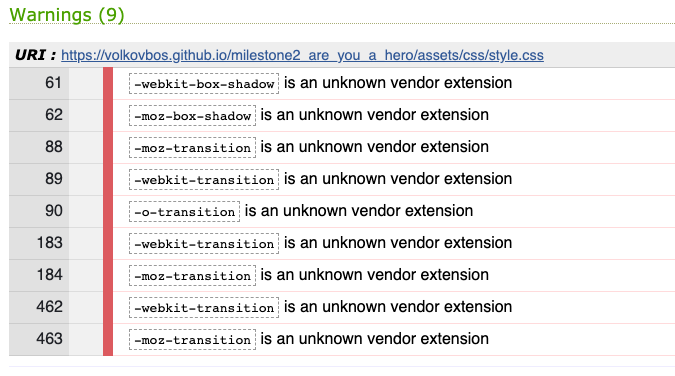 Warnings (9)
URI : https://volkovbos.github.io/milestone2_are_you_a_hero/assets/css/style.css
61 -webkit-box-shadow is an unknown vendor extension
62 -moz-box-shadow is an unknown vendor extension
88 -moz-transition is an unknown vendor extension
89 -webkit-transition is an unknown vendor extension
90 -o-transition is an unknown vendor extension
183 -webkit-transition is an unknown vendor extension
184 -moz-transition is an unknown vendor extension
462 -webkit-transition is an unknown vendor extension
463 -moz-transition is an unknown vendor extension